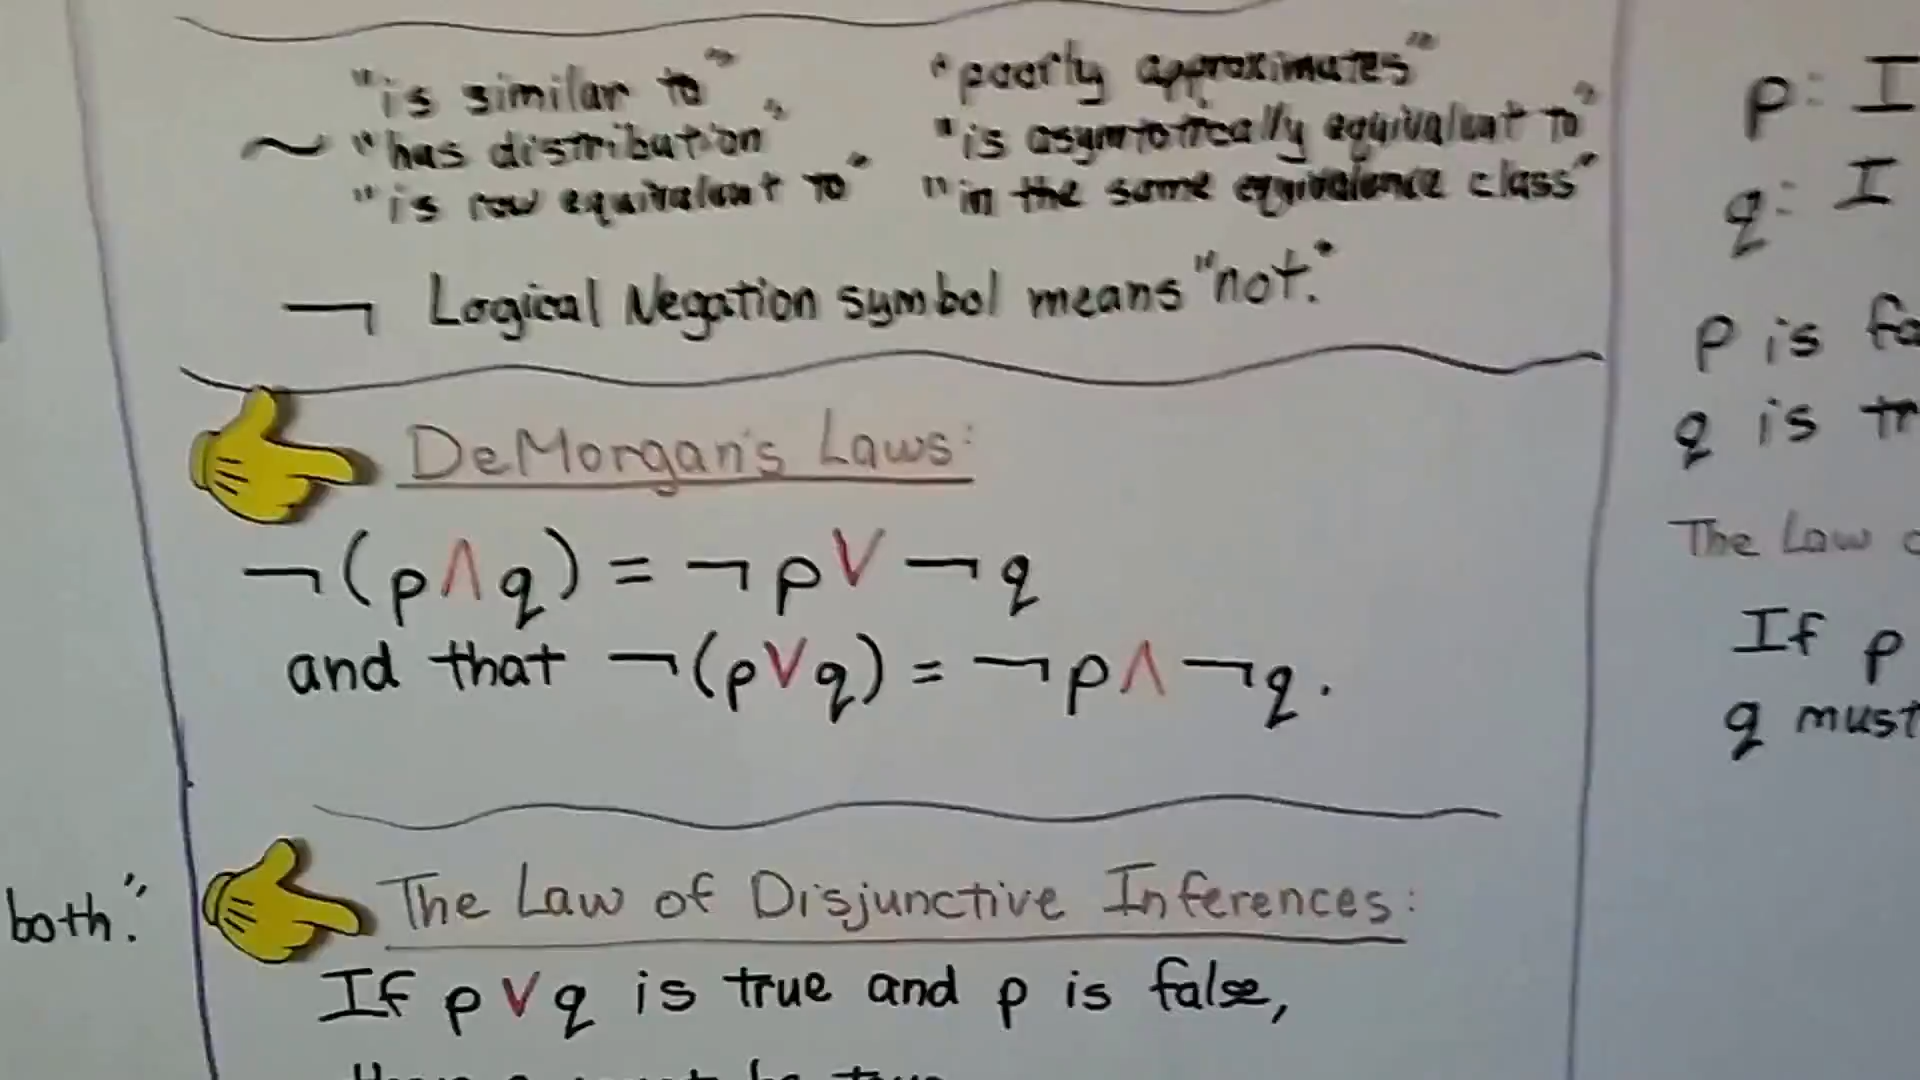 "is similar to"
~ "has distribution"
"is row equivalent to"
"poorly approximates"
"is asymtotically equivalent to"
"in the same equivalence class"
¬ Logical Negation symbol means "not."
DeMorgan's Laws:
¬(p∧q) = ¬p∨¬q
and that ¬(p∨q) = ¬p∧¬q.
both."
The Law of Disjunctive Inferences:
If p∨q is true and p is false,
p: I
q: I
p is
q is
The Law
If p
q must